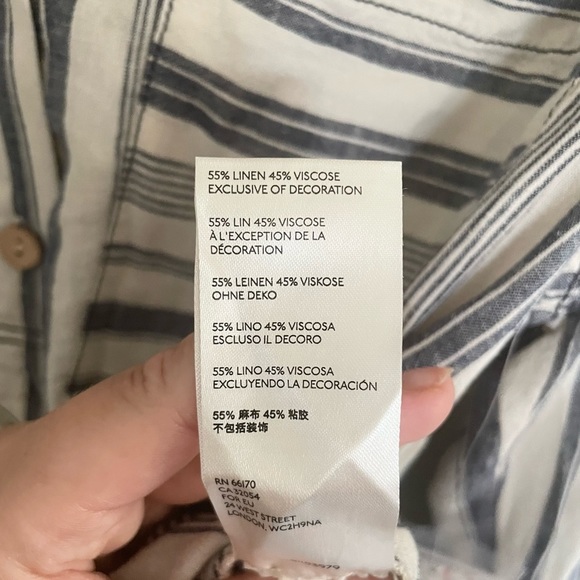 55% LINEN 45% VISCOSE
EXCLUSIVE OF DECORATION
55% LIN 45% VISCOSE
À L'EXCEPTION DE LA
DÉCORATION
55% LEINEN 45% VISKOSE
OHNE DEKO
55% LINO 45% VISCOSA
ESCLUSO IL DECORO
55% LINO 45% VISCOSA
EXCLUYENDO LA DECORACIÓN
55% 麻布 45% 粘胶
不包括装饰
RN 66170
CA 32054
FOR EU
24 WEST STREET
LONDON, WC2H9NA